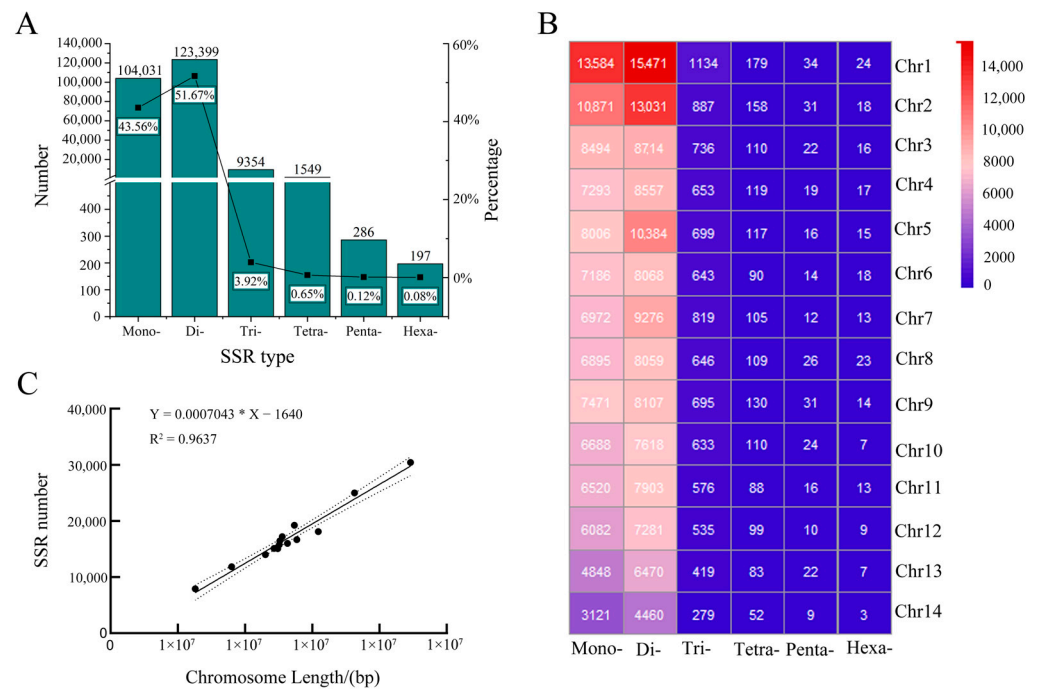 A
Number
140,000
120,000
100,000
80,000
60,000
40,000
20,000
400
300
200
100
0
104,031
123,399
9354
1549
286
197
43.56%
51.67%
3.92%
0.65%
0.12%
0.08%
60%
40%
20%
0%
Percentage
Mono- Di- Tri- Tetra- Penta- Hexa-
SSR type
B
13,584 15,471 1134 179 34 24 Chr1
10,871 13,031 887 158 31 18 Chr2
8494 8714 736 110 22 16 Chr3
7293 8557 653 119 19 17 Chr4
8006 10,384 699 117 16 15 Chr5
7186 8068 643 90 14 18 Chr6
6972 9276 819 105 12 13 Chr7
6895 8059 646 109 26 23 Chr8
7471 8107 695 130 31 14 Chr9
6688 7618 633 110 24 7 Chr10
6520 7903 576 88 16 13 Chr11
6082 7281 535 99 10 9 Chr12
4848 6470 419 83 22 7 Chr13
3121 4460 279 52 9 3 Chr14
Mono- Di- Tri- Tetra- Penta- Hexa-
14,000
12,000
10,000
8000
6000
4000
2000
0
C
SSR number
40,000
30,000
20,000
10,000
0
Y = 0.0007043 * X − 1640
R² = 0.9637
0 1×10⁷ 1×10⁷ 1×10⁷ 1×10⁷ 1×10⁷
Chromosome Length/(bp)